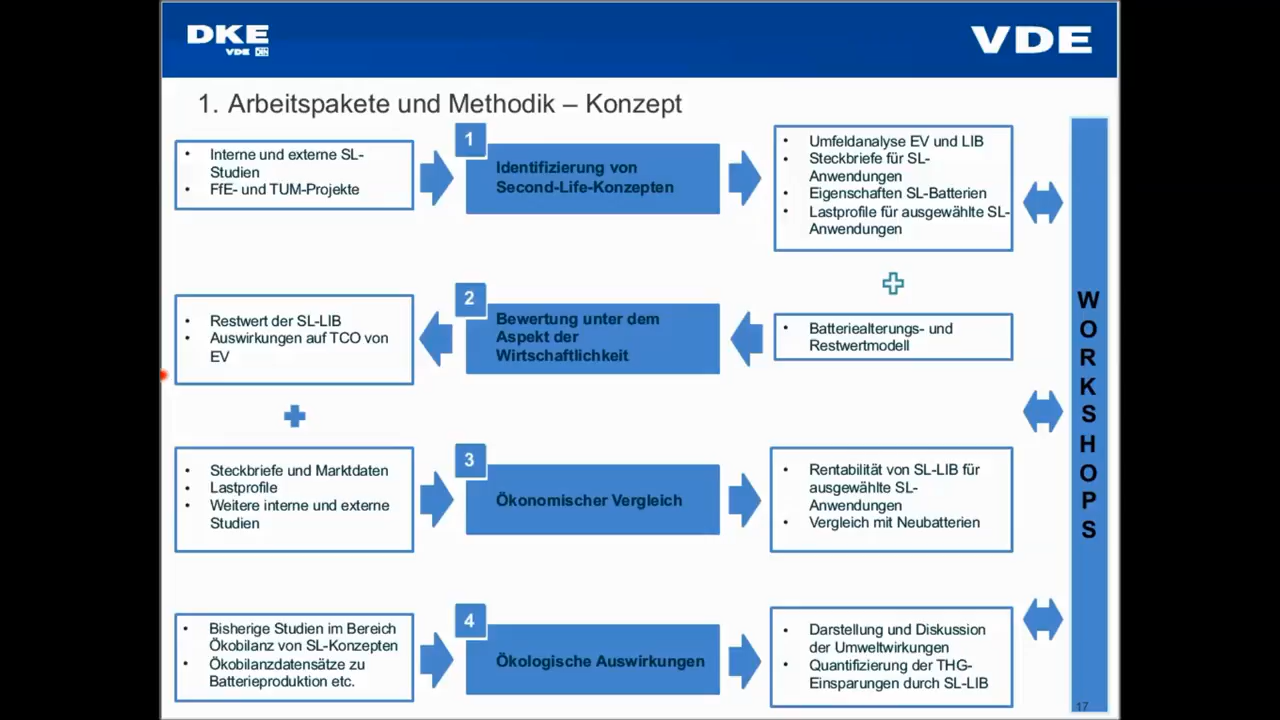 DKE
VDE DIN
VDE
1. Arbeitspakete und Methodik – Konzept
• Interne und externe SL-
Studien
• FfE- und TUM-Projekte
1
Identifizierung von
Second-Life-Konzepten
• Umfeldanalyse EV und LIB
• Steckbriefe für SL-
Anwendungen
• Eigenschaften SL-Batterien
• Lastprofile für ausgewählte SL-
Anwendungen
• Restwert der SL-LIB
• Auswirkungen auf TCO von
EV
2
Bewertung unter dem
Aspekt der
Wirtschaftlichkeit
• Batteriealterungs- und
Restwertmodell
• Steckbriefe und Marktdaten
• Lastprofile
• Weitere interne und externe
Studien
3
Ökonomischer Vergleich
• Rentabilität von SL-LIB für
ausgewählte SL-
Anwendungen
• Vergleich mit Neubatterien
• Bisherige Studien im Bereich
Ökobilanz von SL-Konzepten
• Ökobilanzdatensätze zu
Batterieproduktion etc.
4
Ökologische Auswirkungen
• Darstellung und Diskussion
der Umweltwirkungen
• Quantifizierung der THG-
Einsparungen durch SL-LIB
WORKSHOPS
17